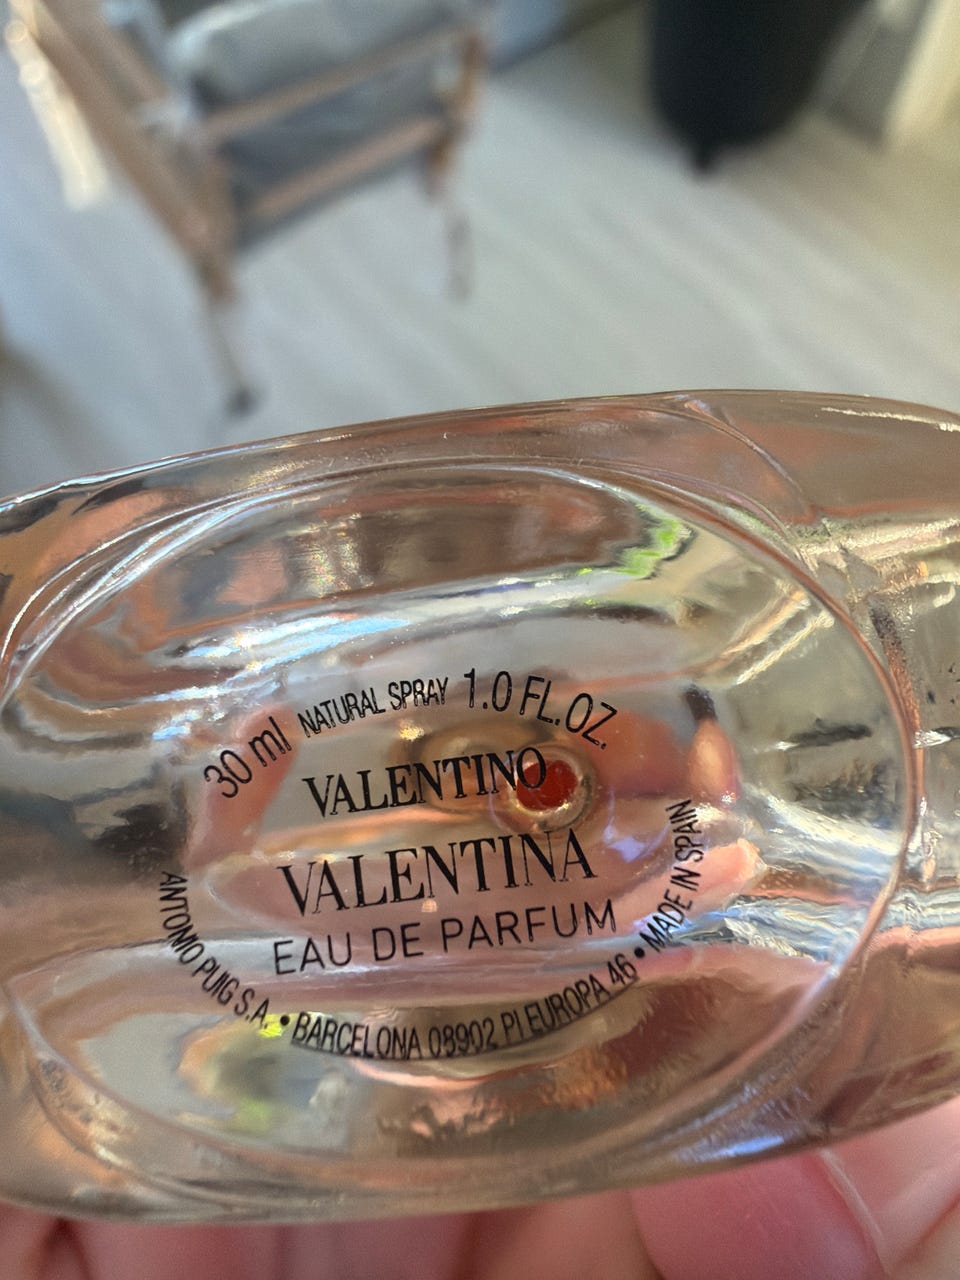 30 ml NATURAL SPRAY 1.0 FL.OZ.
VALENTINO
VALENTINA
EAU DE PARFUM
ANTONIO PUIG S.A. • BARCELONA 08902 Pl EUROPA 46 • MADE IN SPAIN